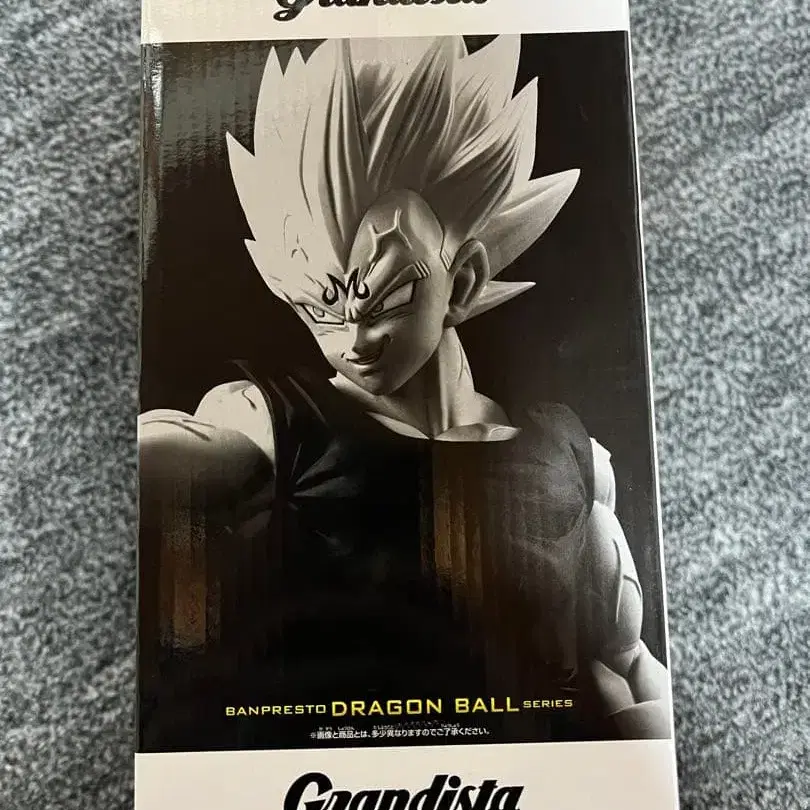 Grandista
BANPRESTO DRAGON BALL SERIES
※画像と商品とは、多少異なりますのでご了承ください。
Grandista